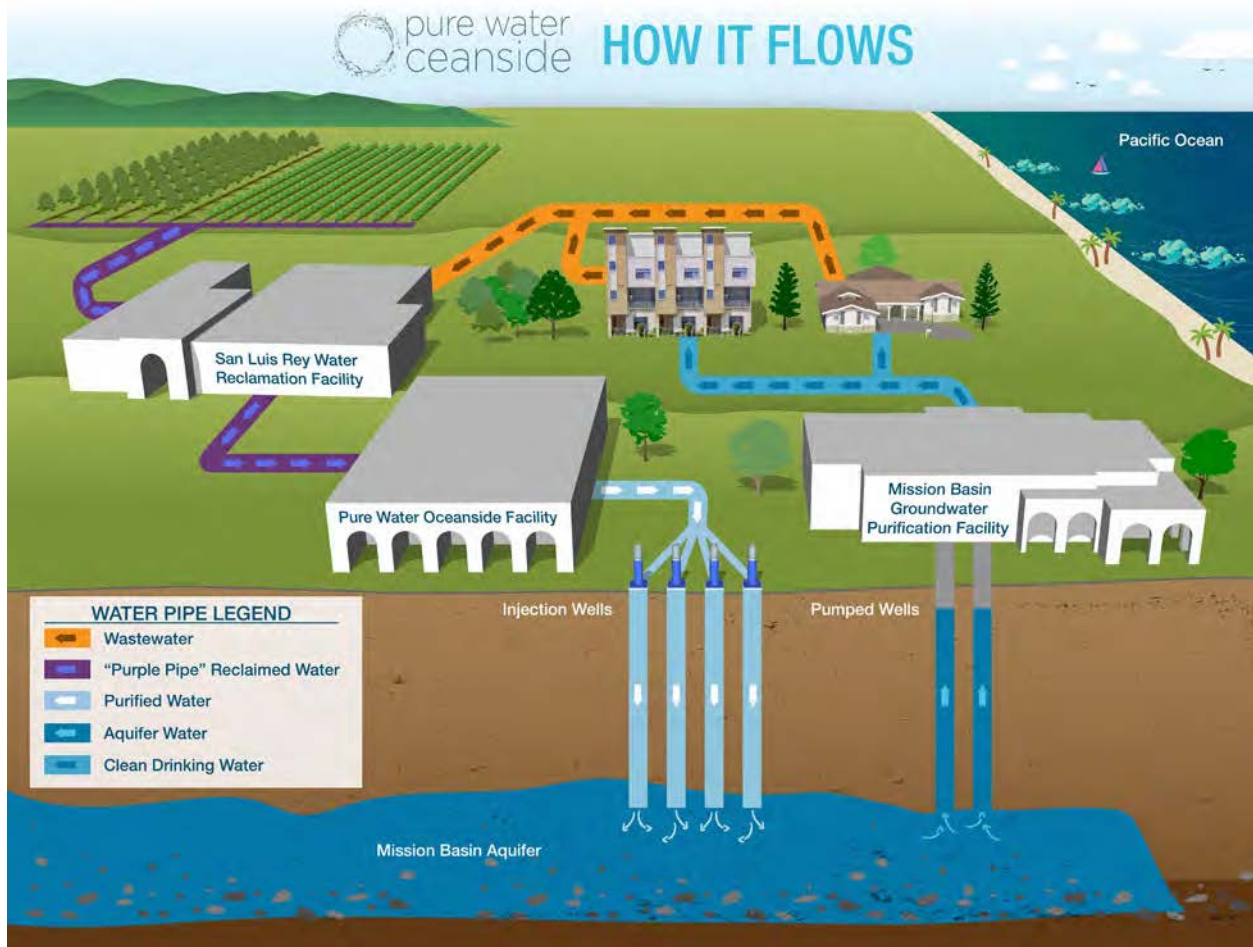 pure water
ceanside
HOW IT FLOWS
Pacific Ocean
San Luis Rey Water
Reclamation Facility
Pure Water Oceanside Facility
Mission Basin
Groundwater
Purification Facility
Injection Wells
Pumped Wells
WATER PIPE LEGEND
Wastewater
“Purple Pipe” Reclaimed Water
Purified Water
Aquifer Water
Clean Drinking Water
Mission Basin Aquifer